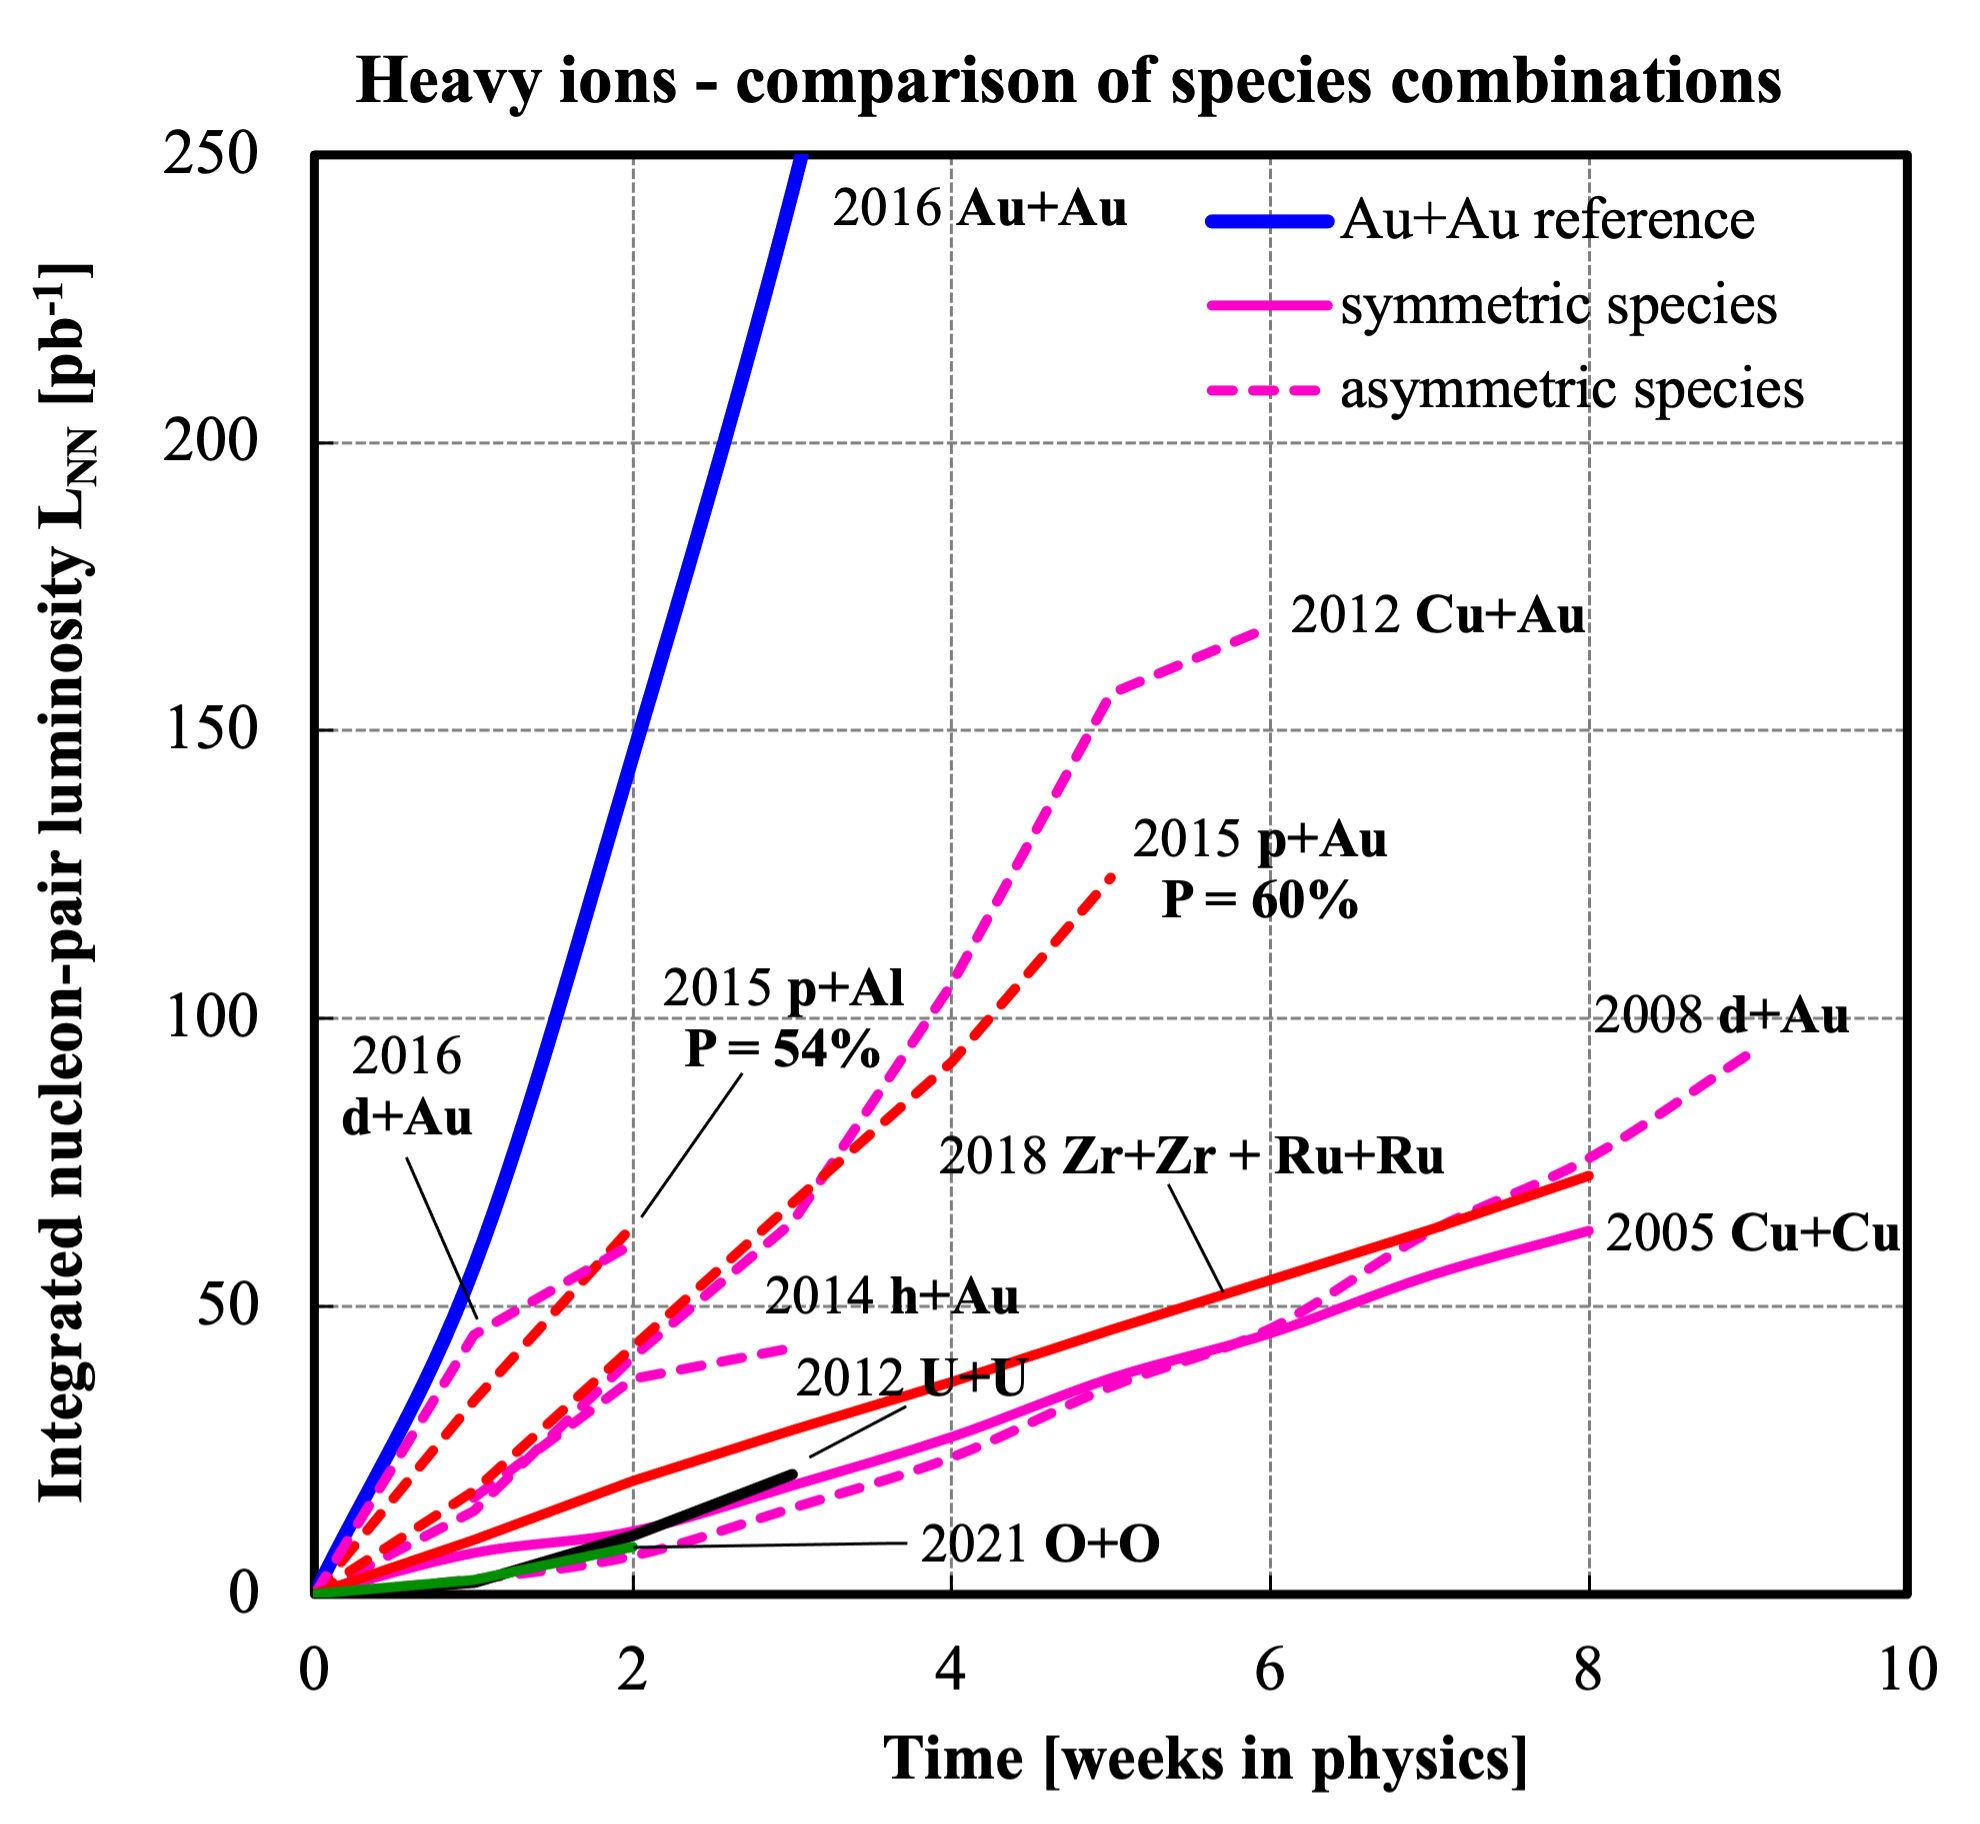 Heavy ions - comparison of species combinations
250
200
150
100
50
0
Integrated nucleon-pair luminosity L_NN [pb^-1]
2016 Au+Au
Au+Au reference
symmetric species
asymmetric species
2012 Cu+Au
2015 p+Au
P = 60%
2015 p+Al
P = 54%
2016
d+Au
2008 d+Au
2018 Zr+Zr + Ru+Ru
2005 Cu+Cu
2014 h+Au
2012 U+U
2021 O+O
0 2 4 6 8 10
Time [weeks in physics]